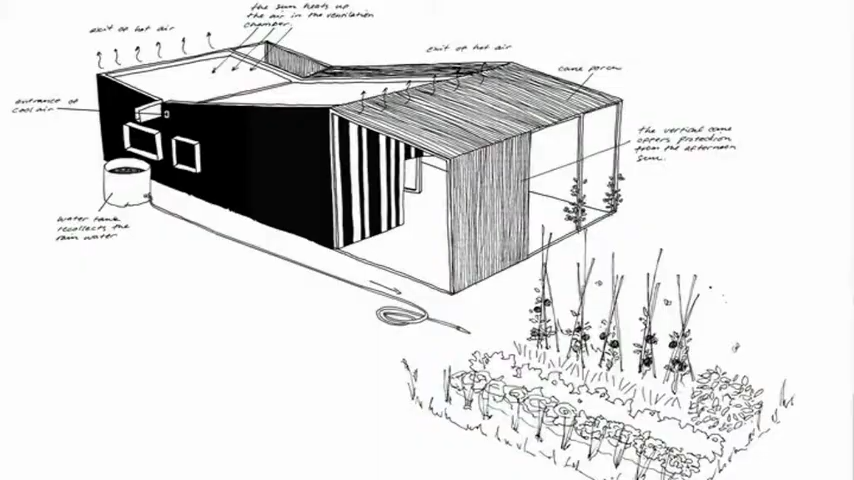 the sun heats up
the air in the ventilation
chamber.
exit of hot air
exit of hot air
cane porch
entrance of
cool air
the vertical cane
offers protection
from the afternoon
sun.
water tank
recollects the
rain water